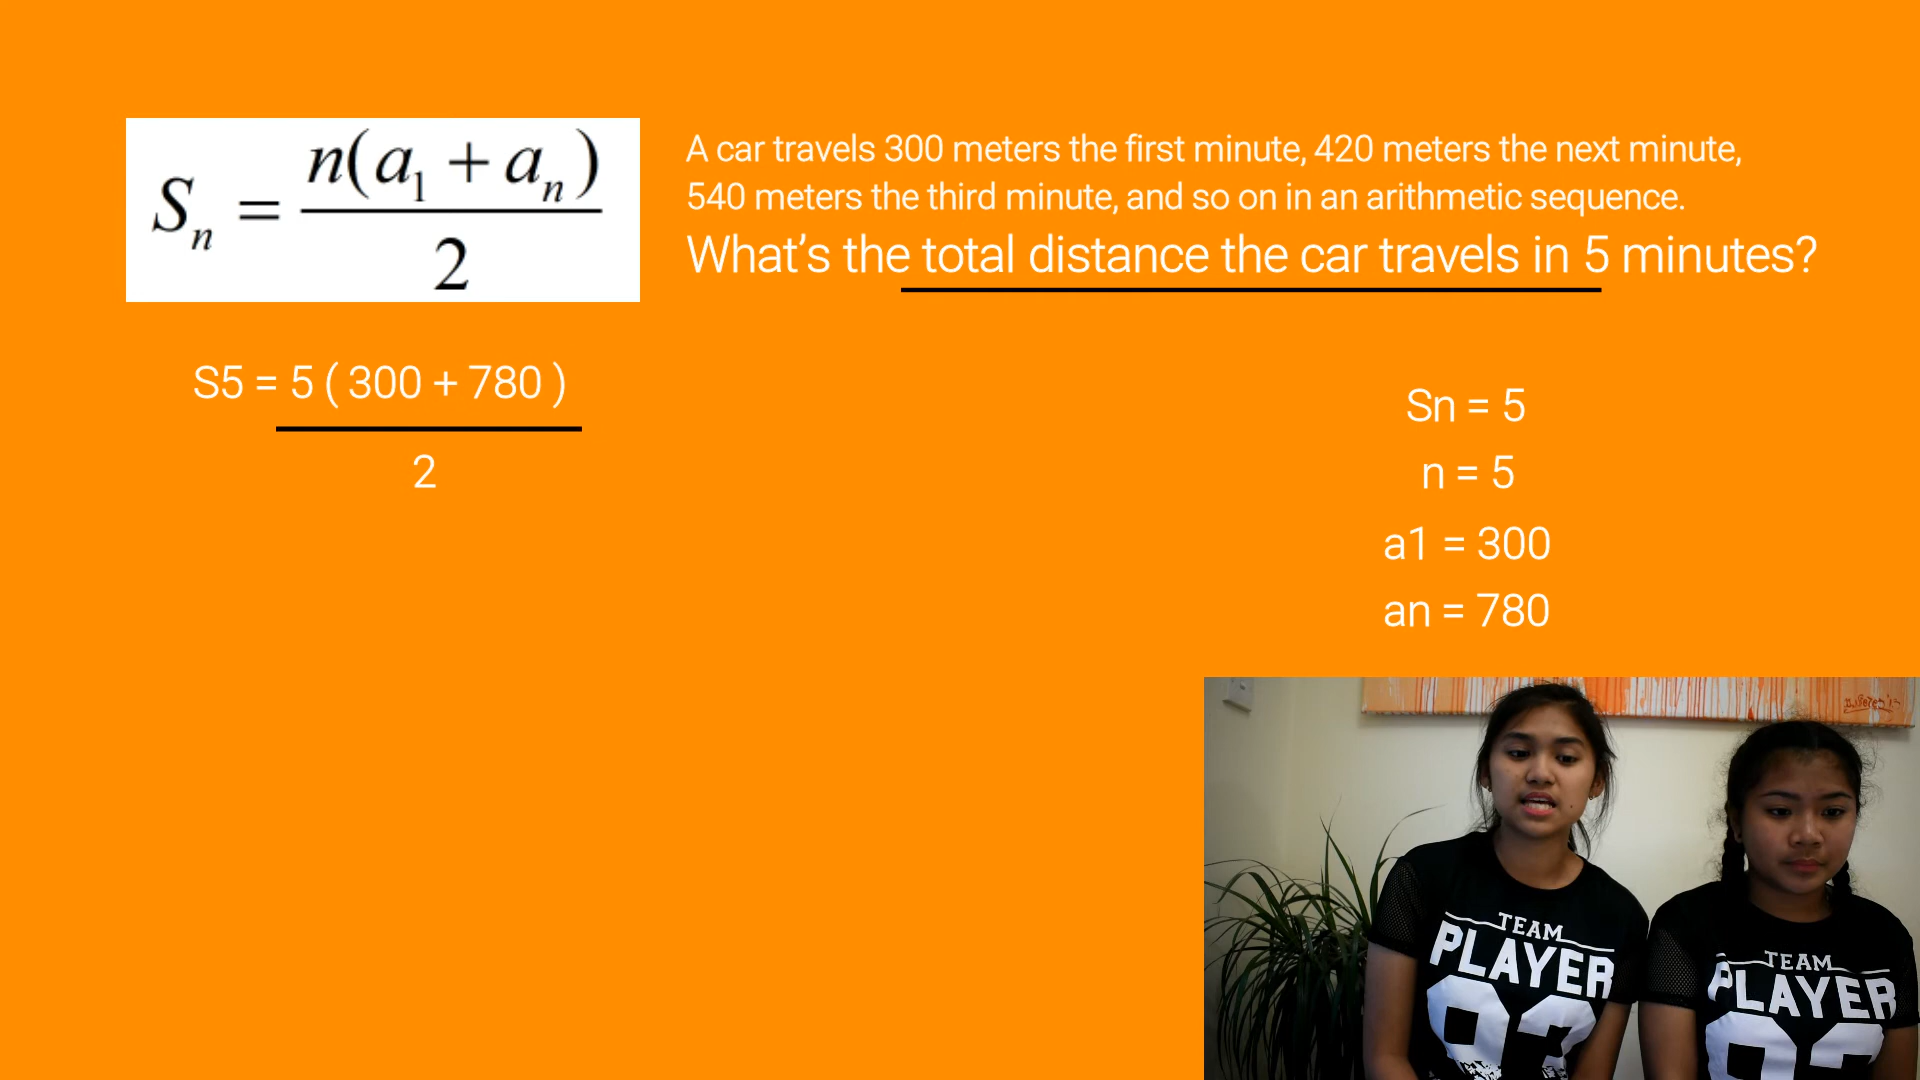 Sn = n(a1 + an)
2
A car travels 300 meters the first minute, 420 meters the next minute,
540 meters the third minute, and so on in an arithmetic sequence.
What's the total distance the car travels in 5 minutes?
S5 = 5 ( 300 + 780 )
2
Sn = 5
n = 5
a1 = 300
an = 780
TEAM
PLAYER
93
TEAM
PLAYER